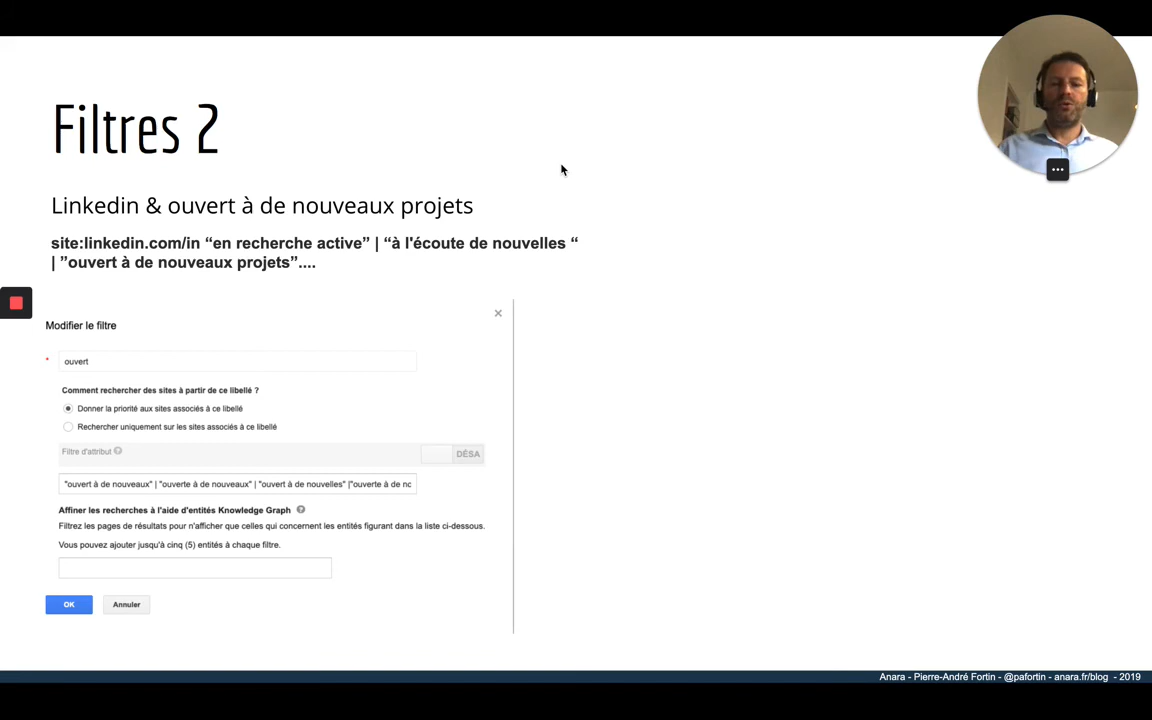 Filtres 2
Linkedin & ouvert à de nouveaux projets
site:linkedin.com/in “en recherche active” | “à l'écoute de nouvelles “
| ”ouvert à de nouveaux projets”....
Modifier le filtre
* ouvert
Comment rechercher des sites à partir de ce libellé ?
Donner la priorité aux sites associés à ce libellé
Rechercher uniquement sur les sites associés à ce libellé
Filtre d'attribut ? DÉSA
"ouvert à de nouveaux" | "ouverte à de nouveaux" | "ouvert à de nouvelles" |"ouverte à de nc
Affiner les recherches à l'aide d'entités Knowledge Graph ?
Filtrez les pages de résultats pour n'afficher que celles qui concernent les entités figurant dans la liste ci-dessous.
Vous pouvez ajouter jusqu'à cinq (5) entités à chaque filtre.
OK Annuler
Anara - Pierre-André Fortin - @pafortin - anara.fr/blog - 2019